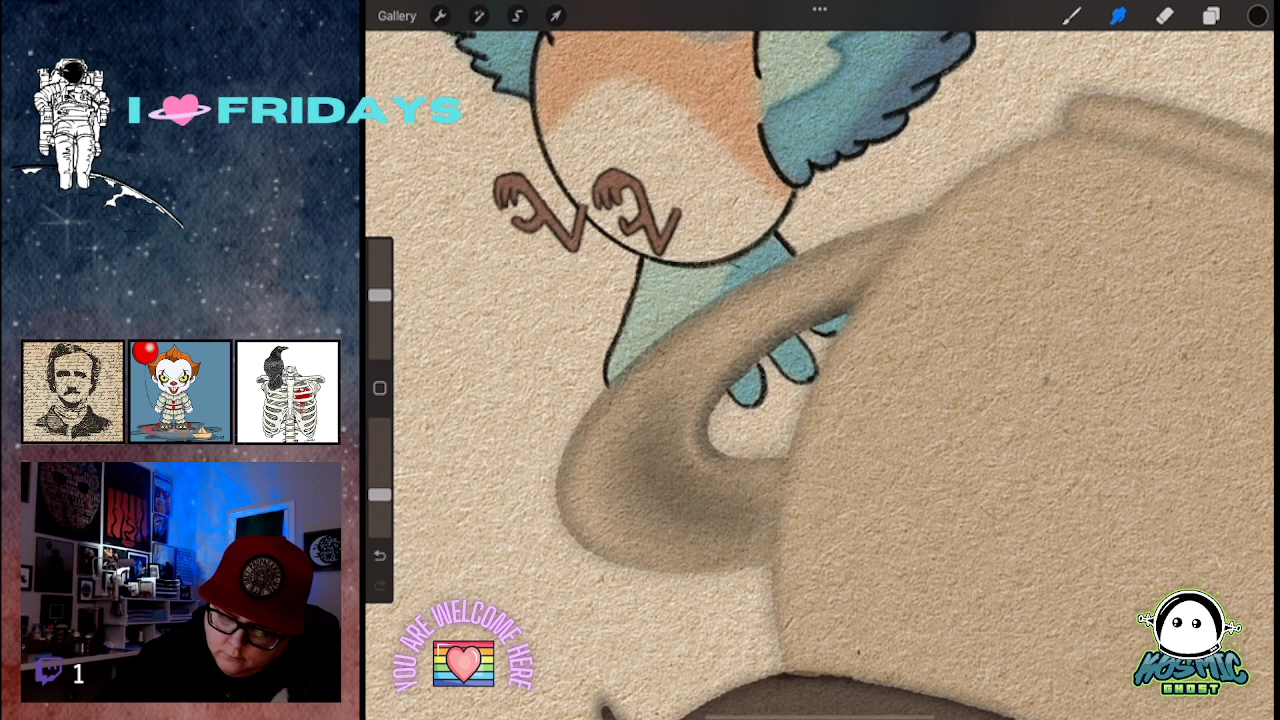 Gallery
I FRIDAYS
1
YOU ARE WELCOME HERE
KOSMIC
GHOST